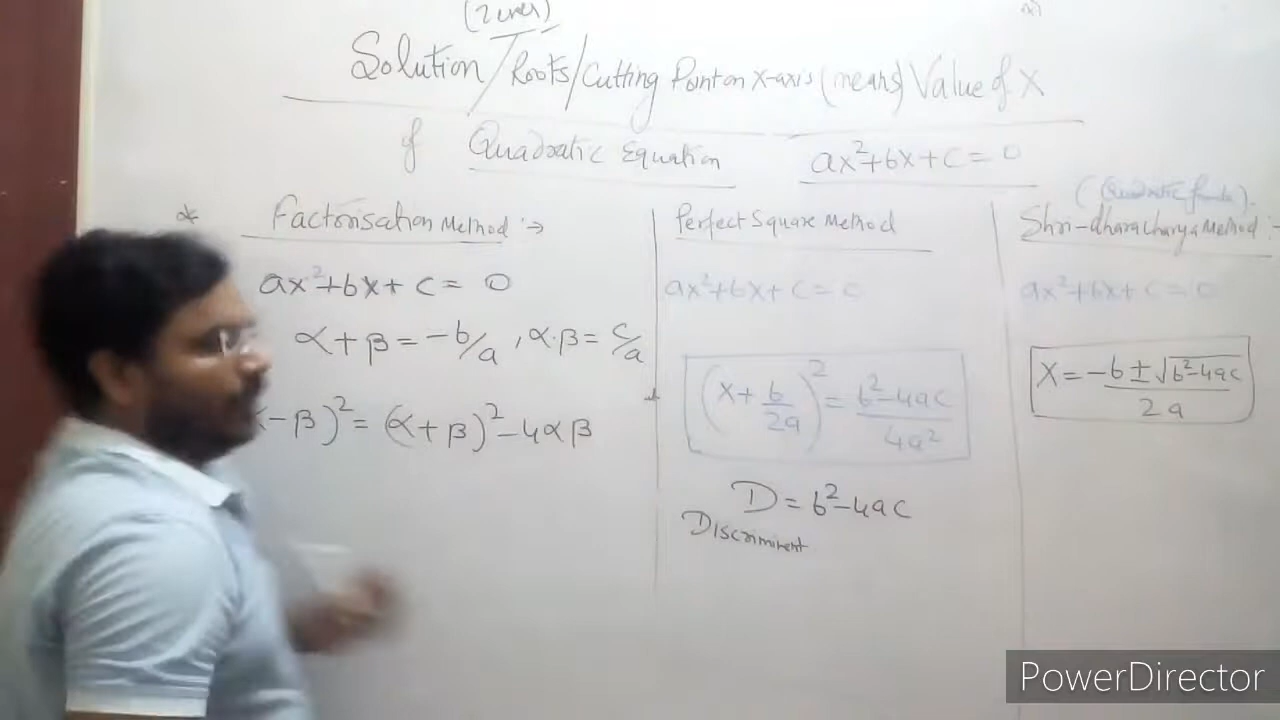 (Zeroes)
Solution/Roots/Cutting Point on X-axis (means) Value of X
of Quadratic Equation ax²+bx+c=0
* Factorisation Method :→
ax²+bx+c=0
α+β=-b/a, α.β=c/a
-β)²=(α+β)²-4αβ
Perfect Square Method
ax²+bx+c=0
(x+b/2a)²=b²-4ac/4a²
D=b²-4ac
Discriminent
(Quadratic formula).
Shri-dharacharya Method :-
ax²+bx+c=0
X=-b±√b²-4ac/2a
PowerDirector